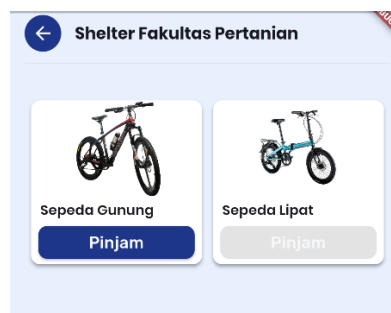 Shelter Fakultas Pertanian
Sepeda Gunung
Sepeda Lipat
Pinjam
Pinjam